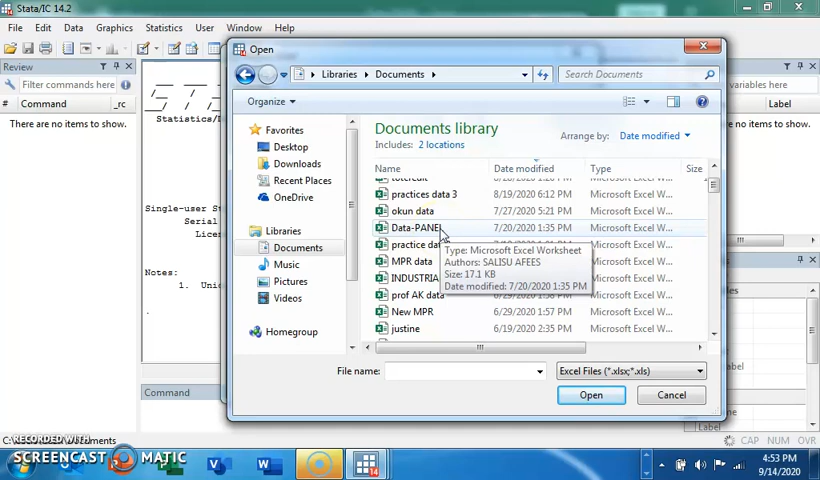 Stata/IC 14.2
File Edit Data Graphics Statistics User Window Help
Review
Filter commands here
# Command _rc
There are no items to show.
Statistics/D
Single-user S
Serial
Licen
Notes:
1. Unic
.
Command
C:\
Documents
Open
Libraries Documents
Search Documents
Organize
Favorites
Desktop
Downloads
Recent Places
OneDrive
Libraries
Documents
Music
Pictures
Videos
Homegroup
Documents library
Includes: 2 locations
Arrange by: Date modified
Name Date modified Type Size
practices data 3 8/19/2020 6:12 PM Microsoft Excel W...
okun data 7/27/2020 5:21 PM Microsoft Excel W...
Data-PANEL 7/20/2020 1:35 PM Microsoft Excel W...
MPR data
INDUSTRIA
prof AK data
New MPR 6/29/2020 1:57 PM Microsoft Excel W...
justine 6/19/2020 2:35 PM Microsoft Excel W...
Type: Microsoft Excel Worksheet
Authors: SALISU AFEES
Size: 17.1 KB
Date modified: 7/20/2020 1:35 PM
File name:
Excel Files (*.xlsx;*.xls)
Open Cancel
variables here
Label
There are no items to show.
Label
CAP NUM OVR
RECORDED WITH
SCREENCAST MATIC
4:53 PM
9/14/2020